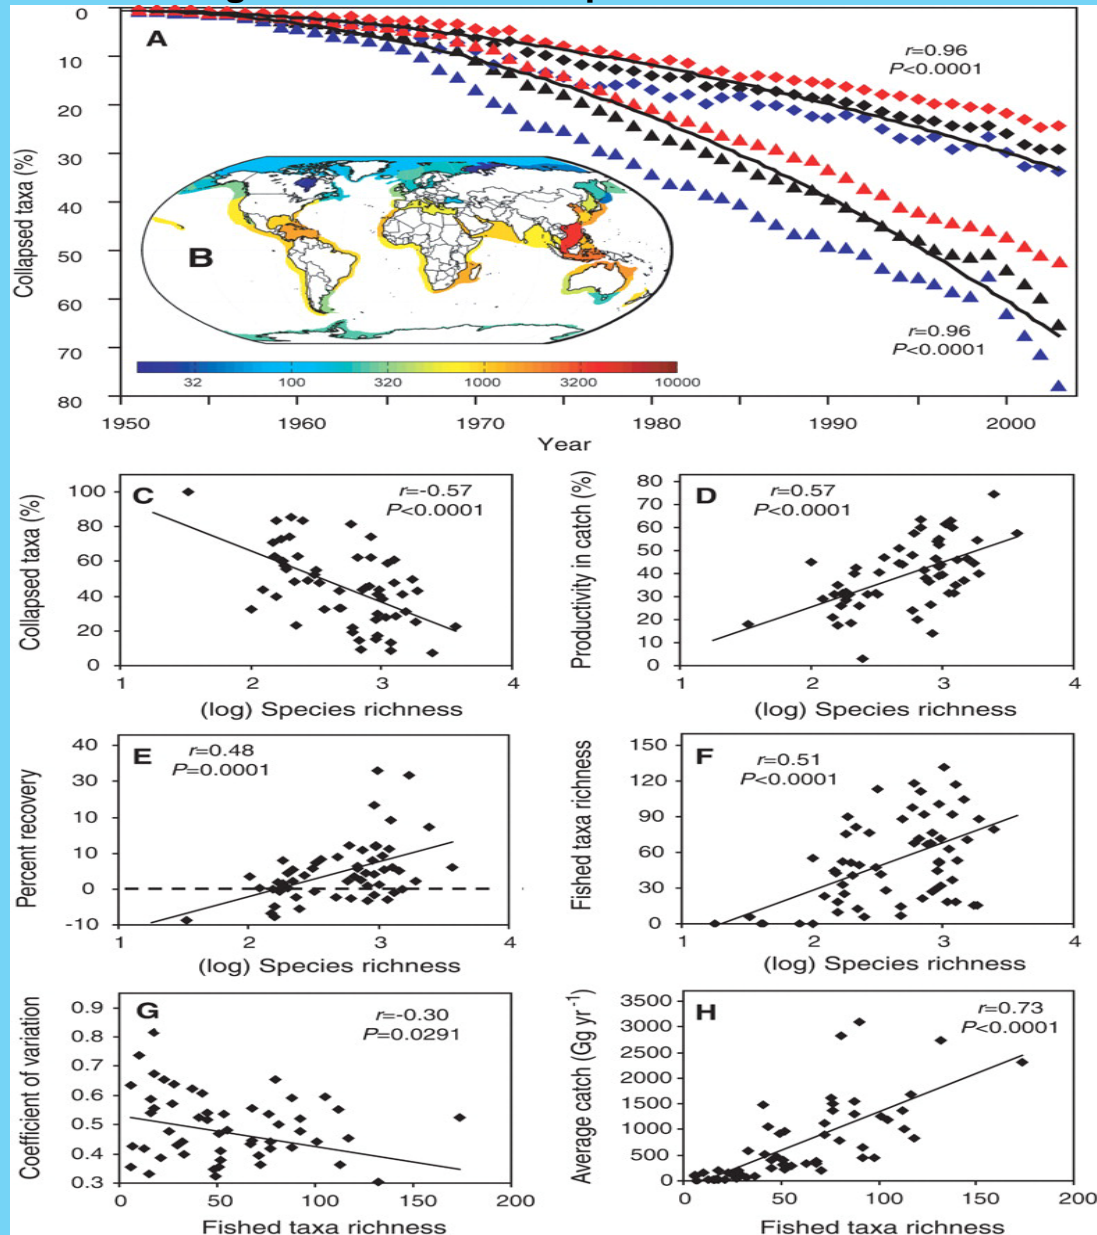 A
r=0.96
P<0.0001
0
10
20
30
40
50
60
70
80
Collapsed taxa (%)
B
32 100 320 1000 3200 10000
r=0.96
P<0.0001
1950 1960 1970 1980 1990 2000
Year
C
r=-0.57
P<0.0001
Collapsed taxa (%)
100
80
60
40
20
0
1 2 3 4
(log) Species richness
D
r=0.57
P<0.0001
Productivity in catch (%)
80
70
60
50
40
30
20
10
0
1 2 3 4
(log) Species richness
E
r=0.48
P=0.0001
Percent recovery
40
30
10
10
0
-10
1 2 3 4
(log) Species richness
F
r=0.51
P<0.0001
Fished taxa richness
150
120
90
60
30
0
1 2 3 4
(log) Species richness
G
r=-0.30
P=0.0291
Coefficient of variation
0.9
0.8
0.7
0.6
0.5
0.4
0.3
0 50 100 150 200
Fished taxa richness
H
r=0.73
P<0.0001
Average catch (Gg yr-1)
3500
3000
2500
2000
1500
1000
500
0
0 50 100 150 200
Fished taxa richness